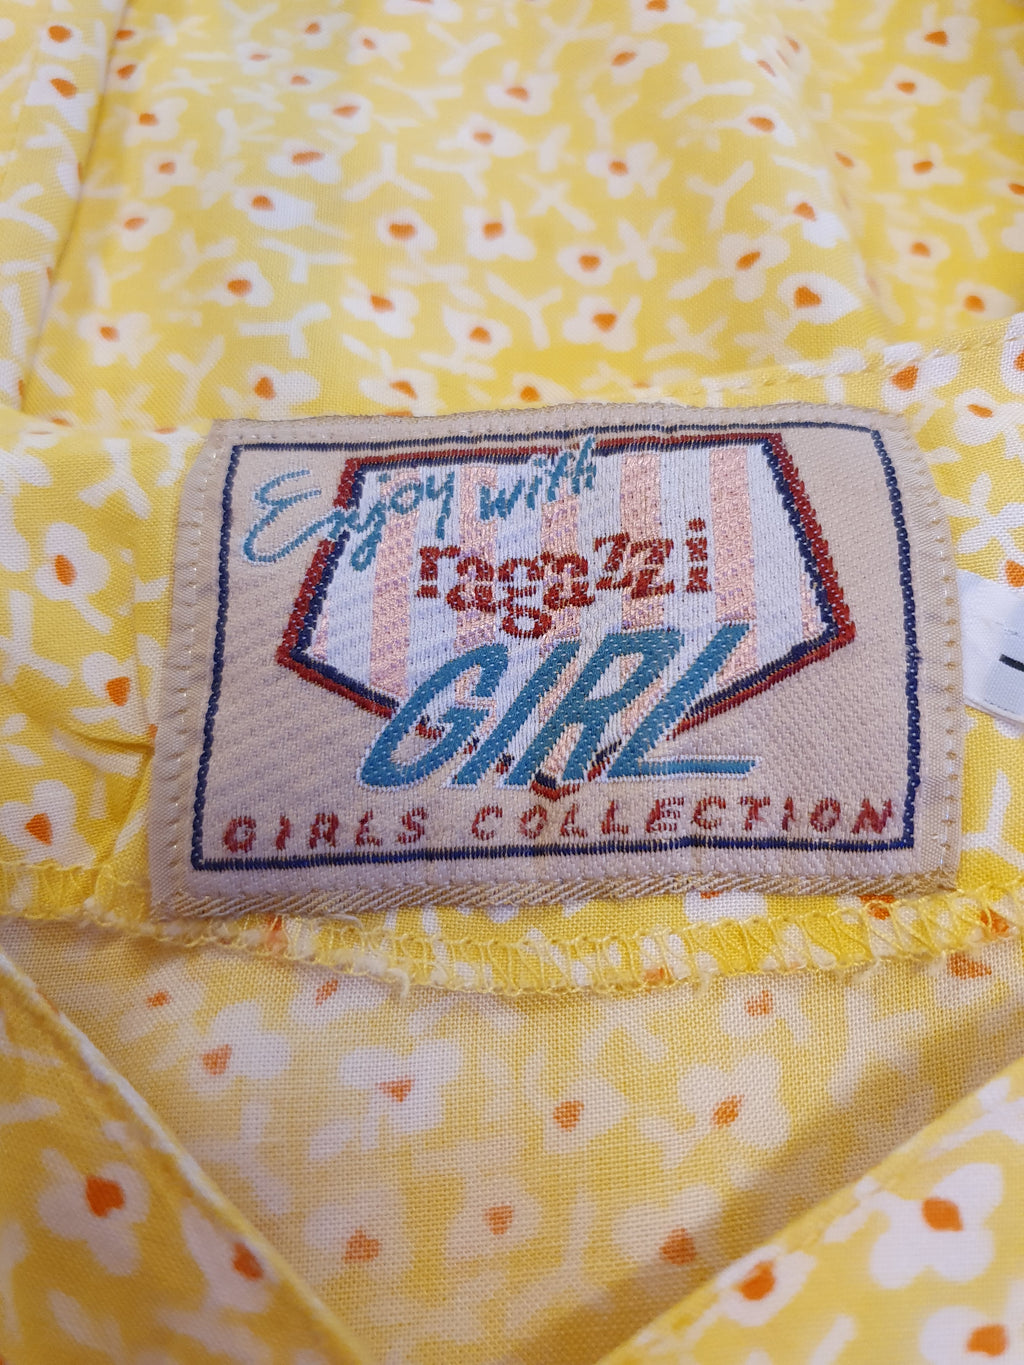 Enjoy with
ragazzi
GIRL
GIRLS COLLECTION